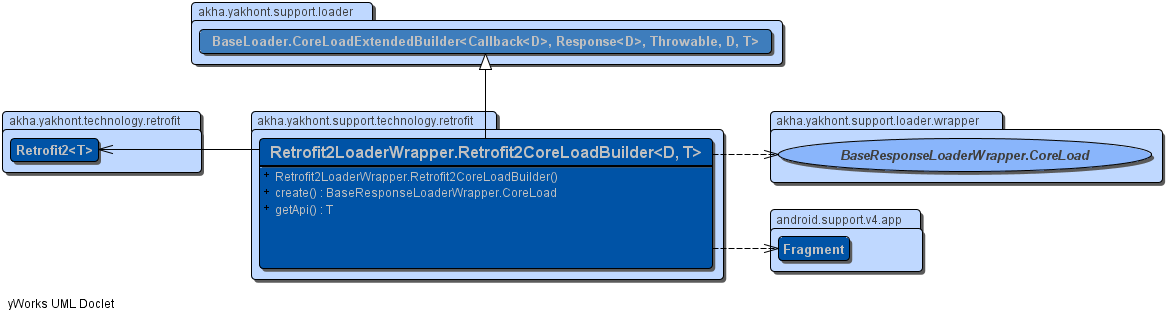 akha.yakhont.support.loader
BaseLoader.CoreLoadExtendedBuilder<Callback<D>, Response<D>, Throwable, D, T>
akha.yakhont.technology.retrofit
Retrofit2<T>
akha.yakhont.support.technology.retrofit
Retrofit2LoaderWrapper.Retrofit2CoreLoadBuilder<D, T>
+ Retrofit2LoaderWrapper.Retrofit2CoreLoadBuilder()
+ create() : BaseResponseLoaderWrapper.CoreLoad
+ getApi() : T
akha.yakhont.support.loader.wrapper
BaseResponseLoaderWrapper.CoreLoad
android.support.v4.app
Fragment
yWorks UML Doclet